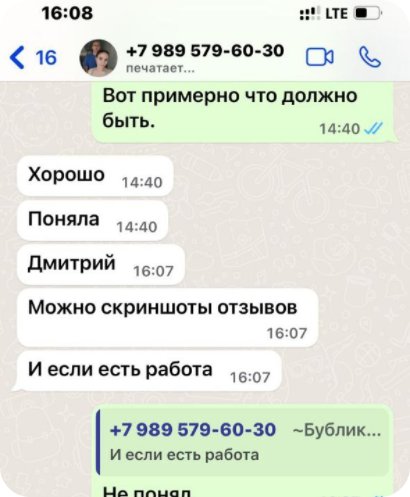 16:08 LTE
16 +7 989 579-60-30
печатает...
Вот примерно что должно
быть.
14:40
Хорошо 14:40
Поняла 14:40
Дмитрий 16:07
Можно скриншоты отзывов
16:07
И если есть работа 16:07
+7 989 579-60-30 ~Бублик...
И если есть работа
Не понял